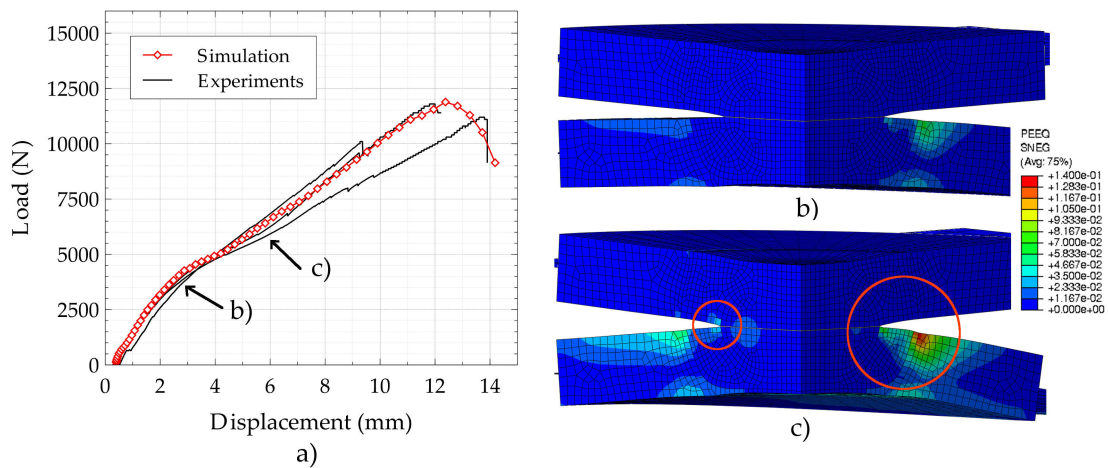 15000
12500
10000
7500
5000
2500
0
Load (N)
Simulation
Experiments
c)
b)
0 2 4 6 8 10 12 14
Displacement (mm)
a)
b)
PEEQ
SNEG
(Avg: 75%)
+1.400e-01
+1.283e-01
+1.167e-01
+1.050e-01
+9.333e-02
+8.167e-02
+7.000e-02
+5.833e-02
+4.667e-02
+3.500e-02
+2.333e-02
+1.167e-02
+0.000e+00
c)